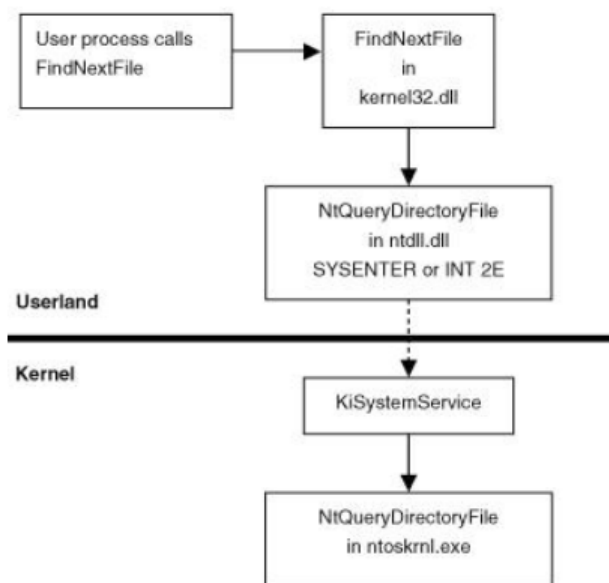 User process calls
FindNextFile
FindNextFile
in
kernel32.dll
NtQueryDirectoryFile
in ntdll.dll
SYSENTER or INT 2E
Userland
Kernel
KiSystemService
NtQueryDirectoryFile
in ntoskrnl.exe